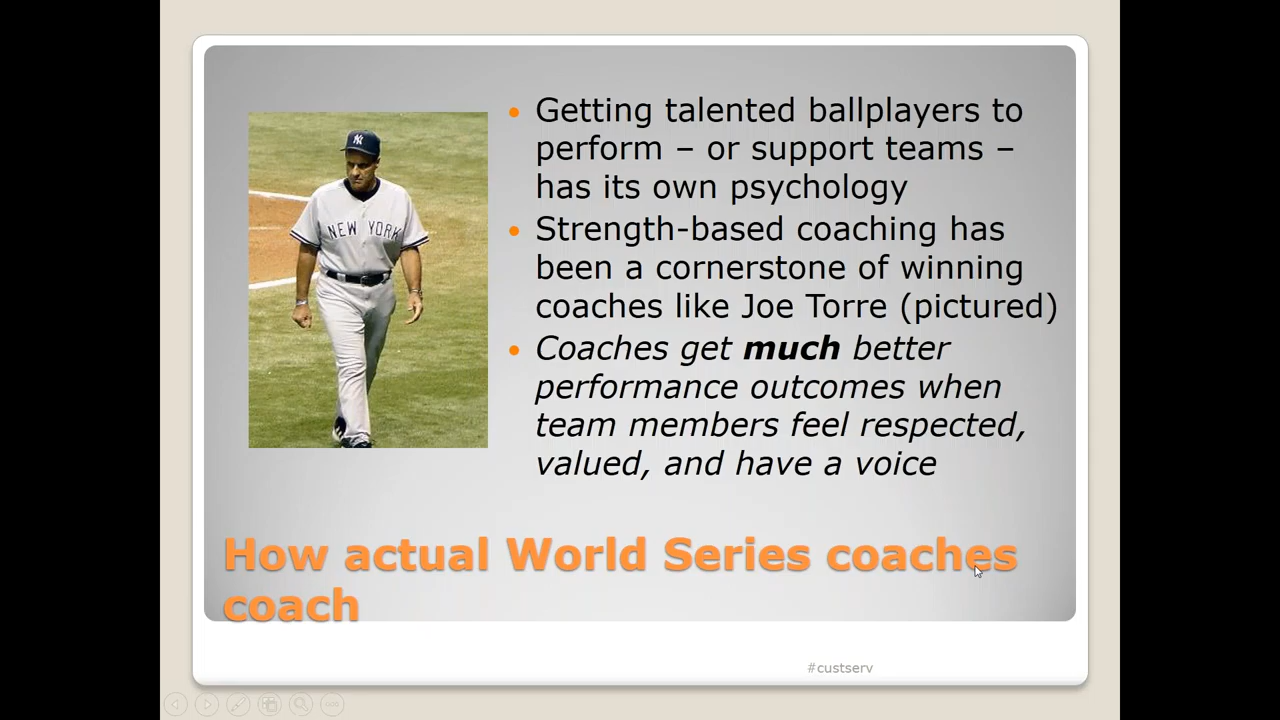 NEW YORK
Getting talented ballplayers to
perform – or support teams –
has its own psychology
Strength-based coaching has
been a cornerstone of winning
coaches like Joe Torre (pictured)
Coaches get much better
performance outcomes when
team members feel respected,
valued, and have a voice
How actual World Series coaches
coach
#custserv